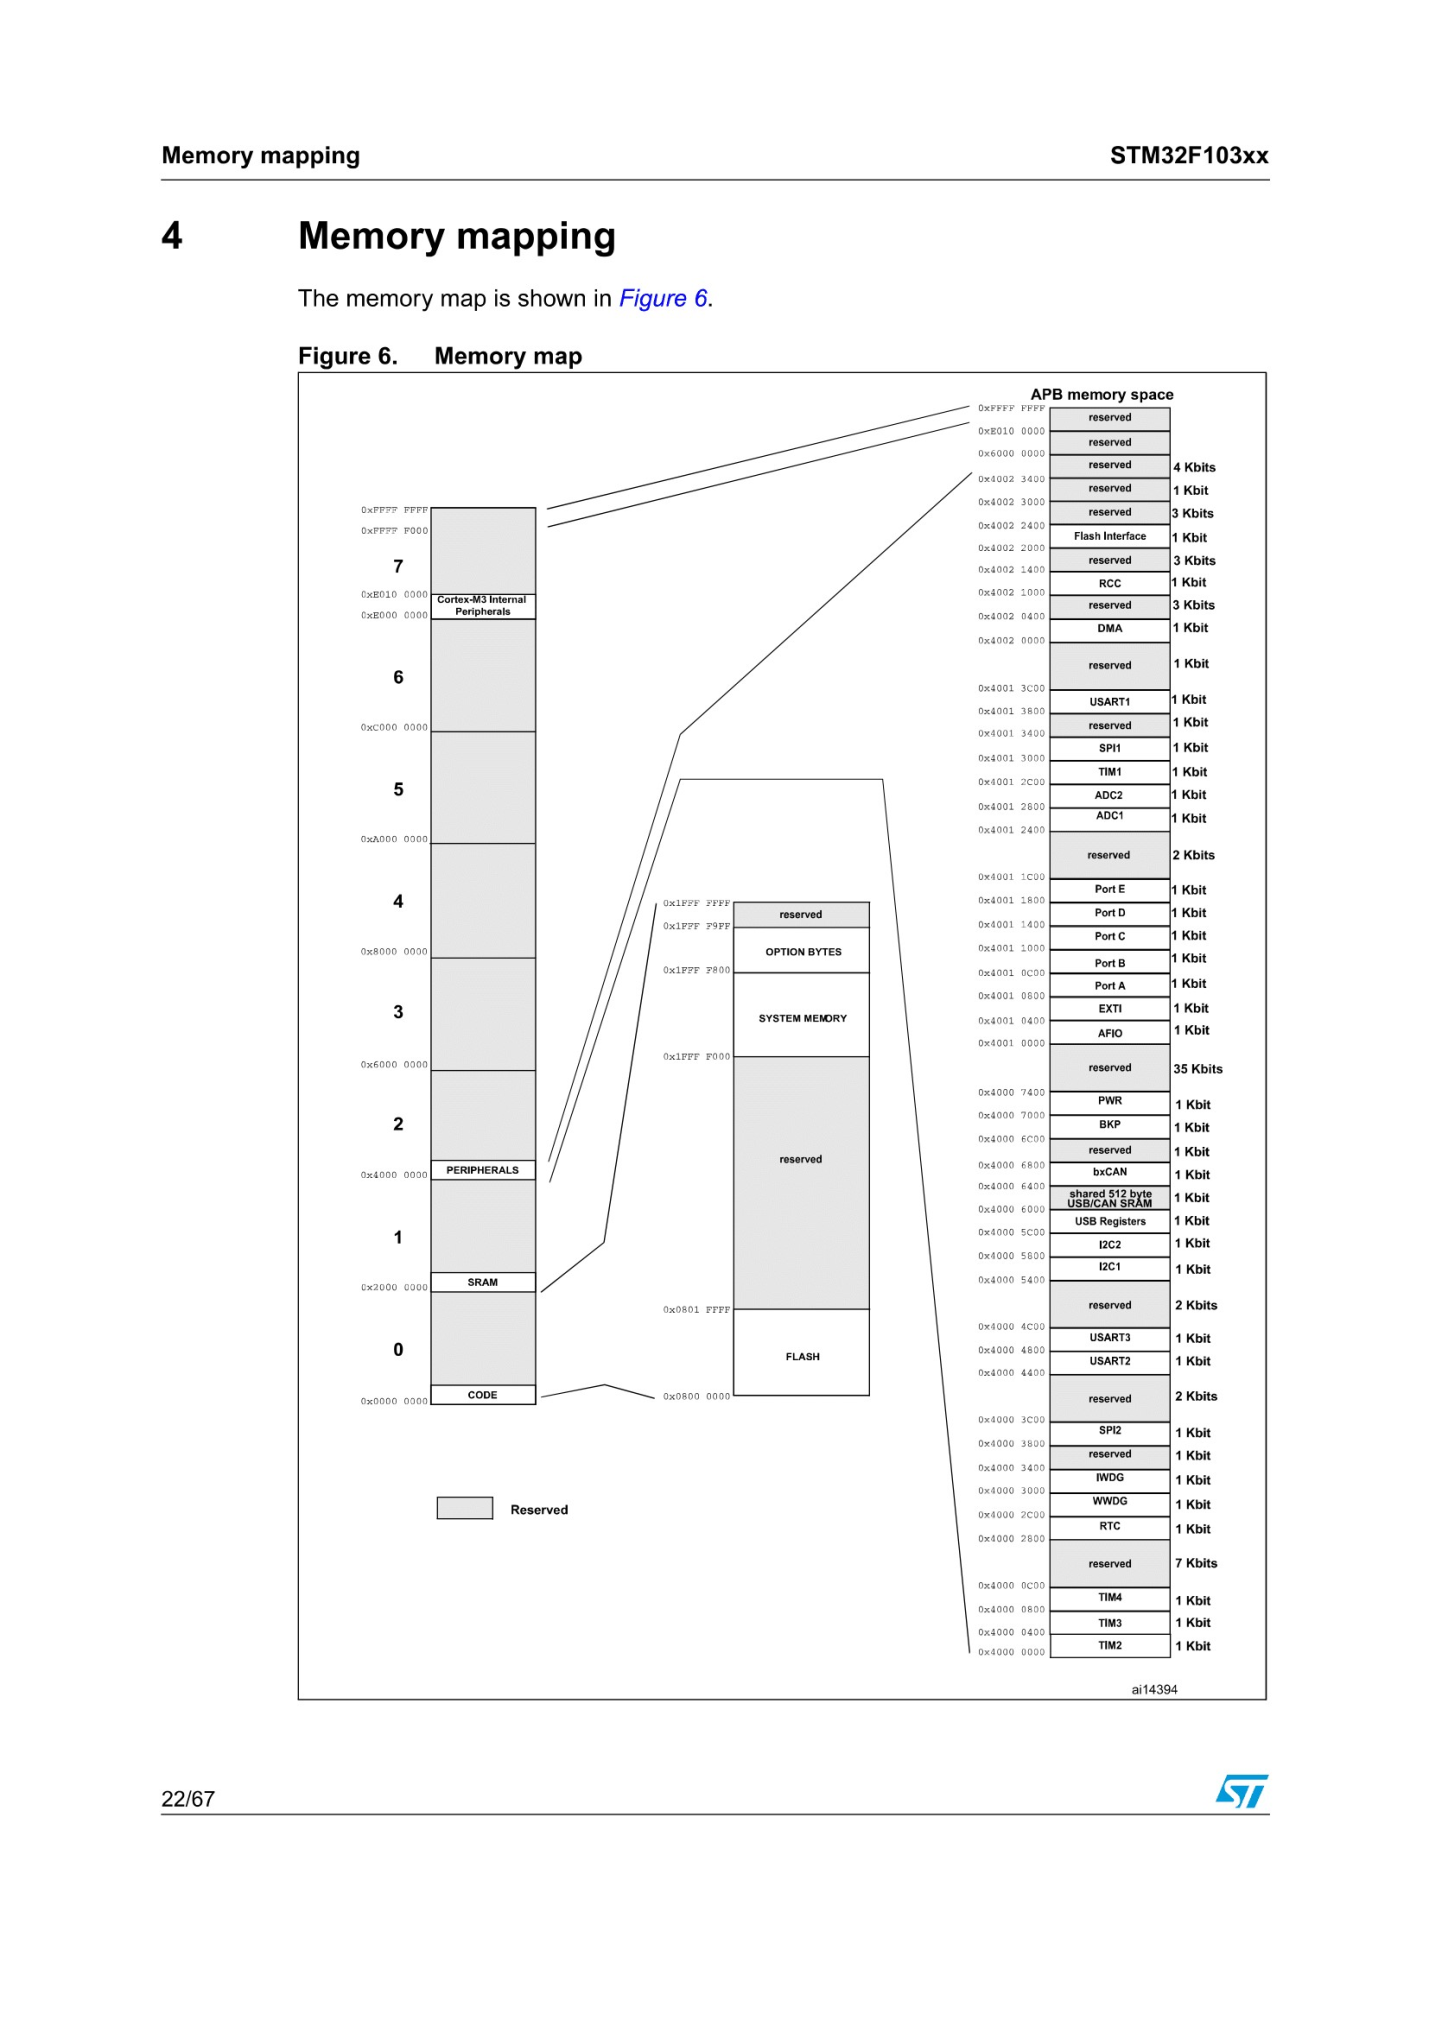 Memory mapping STM32F103xx
4 Memory mapping
The memory map is shown in Figure 6.
Figure 6. Memory map
APB memory space
0xFFFF FFFF
reserved
0xE010 0000
reserved
0x6000 0000
reserved 4 Kbits
0x4002 3400
reserved 1 Kbit
0x4002 3000
reserved 3 Kbits
0x4002 2400
Flash Interface 1 Kbit
0x4002 2000
reserved 3 Kbits
0x4002 1400
RCC 1 Kbit
0x4002 1000
reserved 3 Kbits
0x4002 0400
DMA 1 Kbit
0x4002 0000
reserved 1 Kbit
0x4001 3C00
USART1 1 Kbit
0x4001 3800
reserved 1 Kbit
0x4001 3400
SPI1 1 Kbit
0x4001 3000
TIM1 1 Kbit
0x4001 2C00
ADC2 1 Kbit
0x4001 2800
ADC1 1 Kbit
0x4001 2400
reserved 2 Kbits
0x4001 1C00
Port E 1 Kbit
0x4001 1800
Port D 1 Kbit
0x4001 1400
Port C 1 Kbit
0x4001 1000
Port B 1 Kbit
0x4001 0C00
Port A 1 Kbit
0x4001 0800
EXTI 1 Kbit
0x4001 0400
AFIO 1 Kbit
0x4001 0000
reserved 35 Kbits
0x4000 7400
PWR 1 Kbit
0x4000 7000
BKP 1 Kbit
0x4000 6C00
reserved 1 Kbit
0x4000 6800
bxCAN 1 Kbit
0x4000 6400
shared 512 byte
USB/CAN SRAM 1 Kbit
0x4000 6000
USB Registers 1 Kbit
0x4000 5C00
I2C2 1 Kbit
0x4000 5800
I2C1 1 Kbit
0x4000 5400
reserved 2 Kbits
0x4000 4C00
USART3 1 Kbit
0x4000 4800
USART2 1 Kbit
0x4000 4400
reserved 2 Kbits
0x4000 3C00
SPI2 1 Kbit
0x4000 3800
reserved 1 Kbit
0x4000 3400
IWDG 1 Kbit
0x4000 3000
WWDG 1 Kbit
0x4000 2C00
RTC 1 Kbit
0x4000 2800
reserved 7 Kbits
0x4000 0C00
TIM4 1 Kbit
0x4000 0800
TIM3 1 Kbit
0x4000 0400
TIM2 1 Kbit
0x4000 0000
0xFFFF FFFF
0xFFFF F000
7
0xE010 0000
Cortex-M3 Internal
Peripherals
0xE000 0000
6
0xC000 0000
5
0xA000 0000
4
0x8000 0000
3
0x6000 0000
2
PERIPHERALS
0x4000 0000
1
SRAM
0x2000 0000
0
CODE
0x0000 0000
0x1FFF FFFF
reserved
0x1FFF F9FF
OPTION BYTES
0x1FFF F800
SYSTEM MEMORY
0x1FFF F000
reserved
0x0801 FFFF
FLASH
0x0800 0000
Reserved
ai14394
22/67
ST